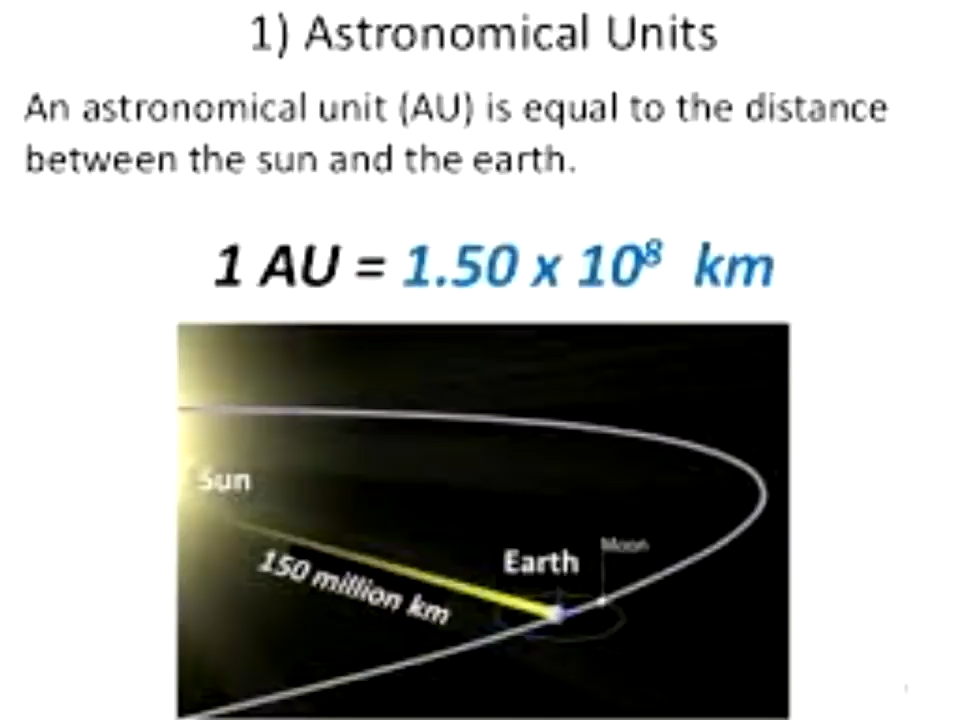 1) Astronomical Units
An astronomical unit (AU) is equal to the distance
between the sun and the earth.
1 AU = 1.50 x 10⁸ km
Sun
Moon
Earth
150 million km